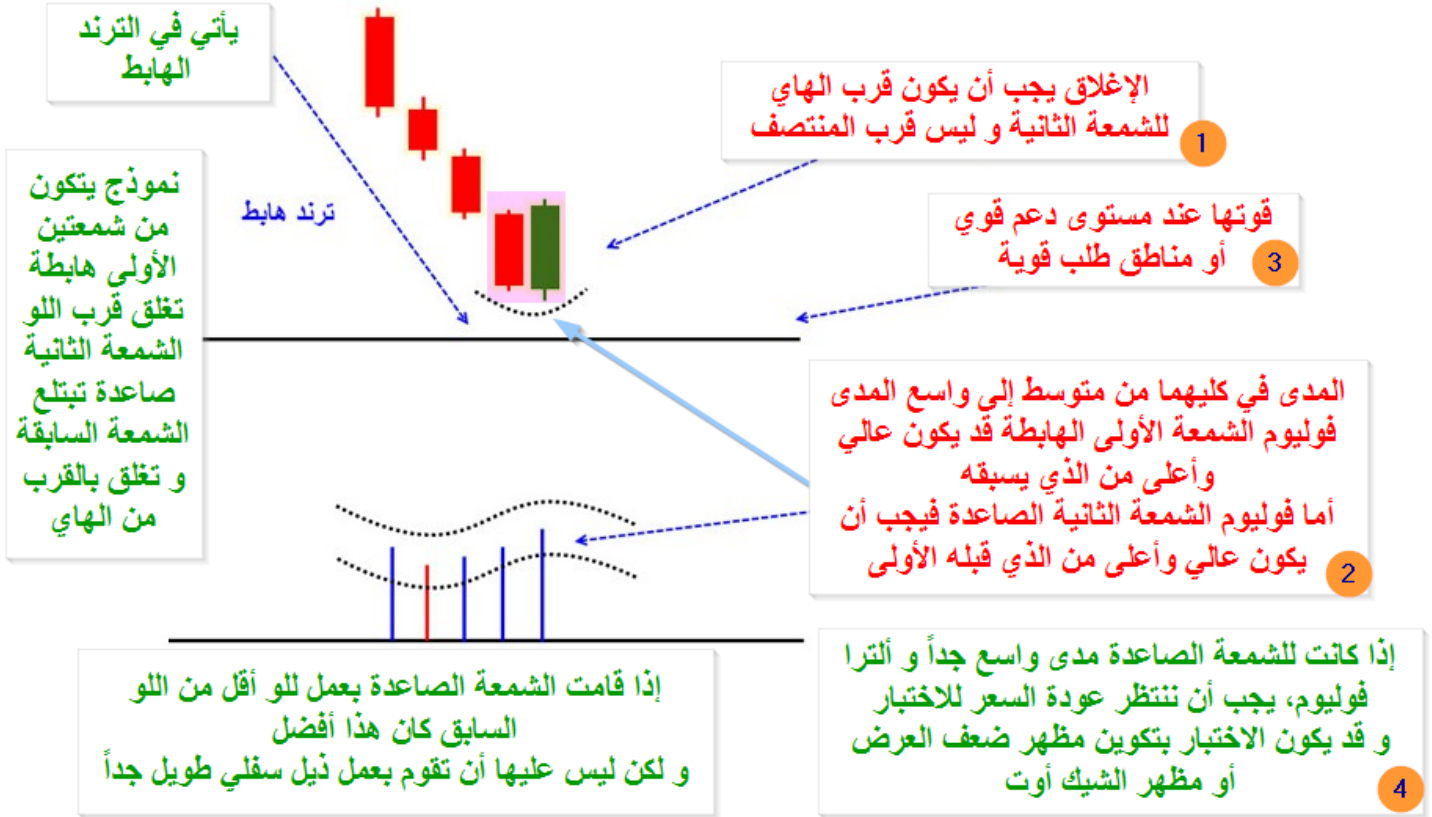 يأتي في الترند
الهابط
الإغلاق يجب أن يكون قرب الهاي
للشمعة الثانية و ليس قرب المنتصف
1
نموذج يتكون
من شمعتين
الأولى هابطة
تغلق قرب اللو
الشمعة الثانية
صاعدة تبتلع
الشمعة السابقة
و تغلق بالقرب
من الهاي
ترند هابط
قوتها عند مستوى دعم قوي
أو مناطق طلب قوية
3
المدى في كليهما من متوسط إلى واسع المدى
فوليوم الشمعة الأولى الهابطة قد يكون عالي
وأعلى من الذي يسبقه
أما فوليوم الشمعة الثانية الصاعدة فيجب أن
يكون عالي وأعلى من الذي قبله الأولى
2
إذا كانت للشمعة الصاعدة مدى واسع جداً و ألترا
فوليوم، يجب أن ننتظر عودة السعر للاختبار
و قد يكون الاختبار بتكوين مظهر ضعف العرض
أو مظهر الشيك أوت
4
إذا قامت الشمعة الصاعدة بعمل للو أقل من اللو
السابق كان هذا أفضل
و لكن ليس عليها أن تقوم بعمل ذيل سفلي طويل جداً